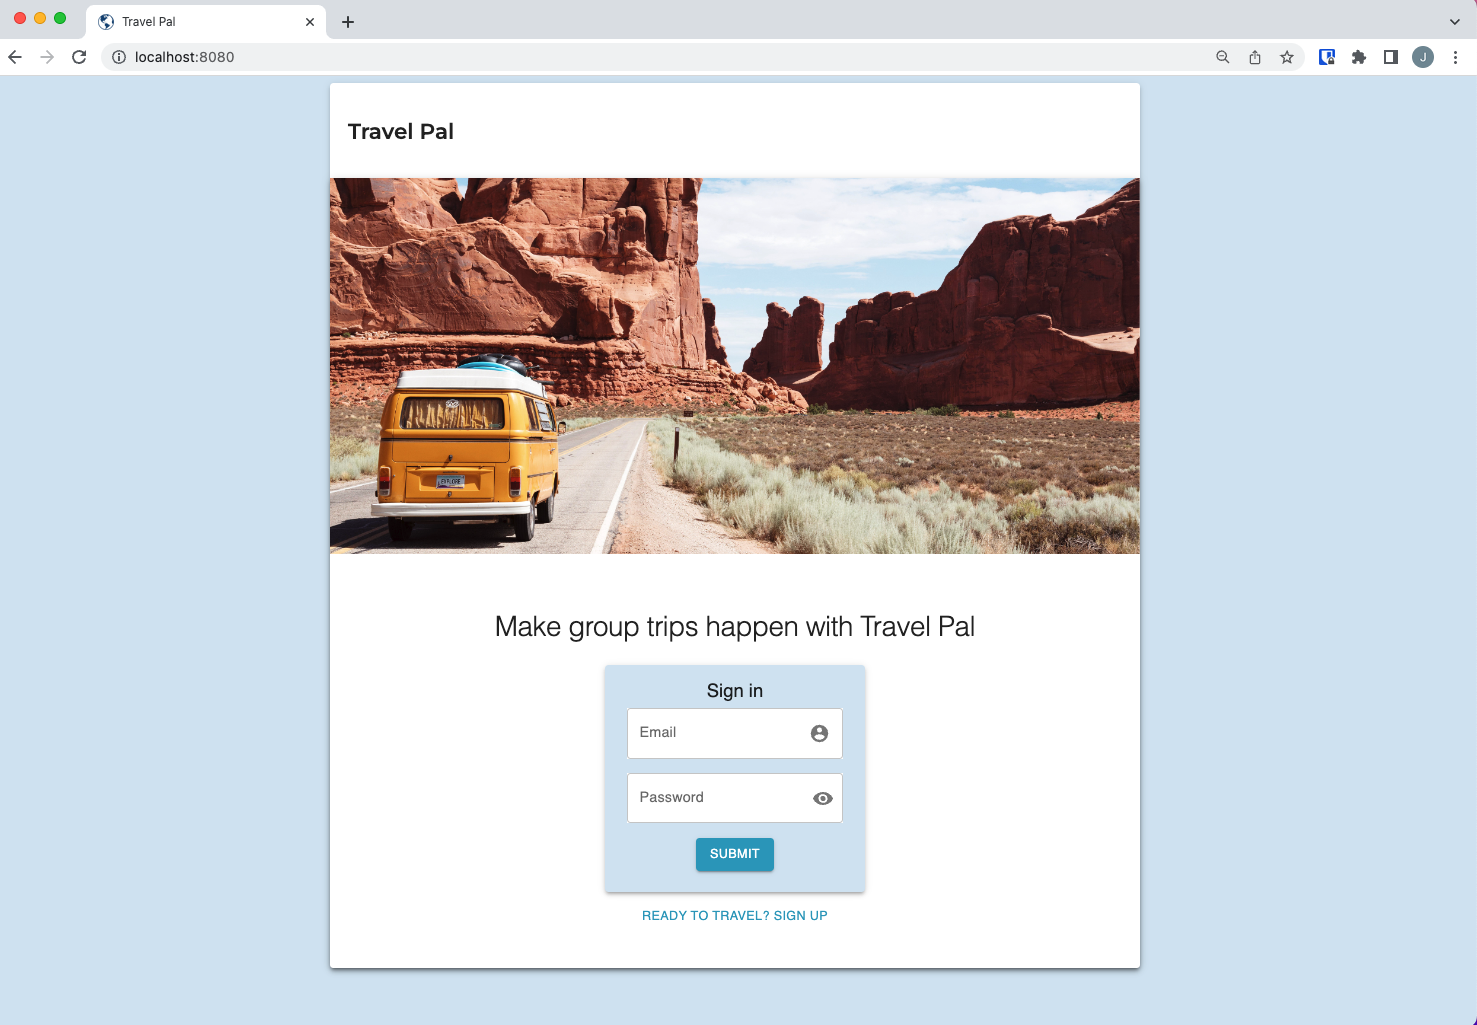 Travel Pal
localhost:8080
J
Travel Pal
EXPLORE
Make group trips happen with Travel Pal
Sign in
Email
Password
SUBMIT
READY TO TRAVEL? SIGN UP